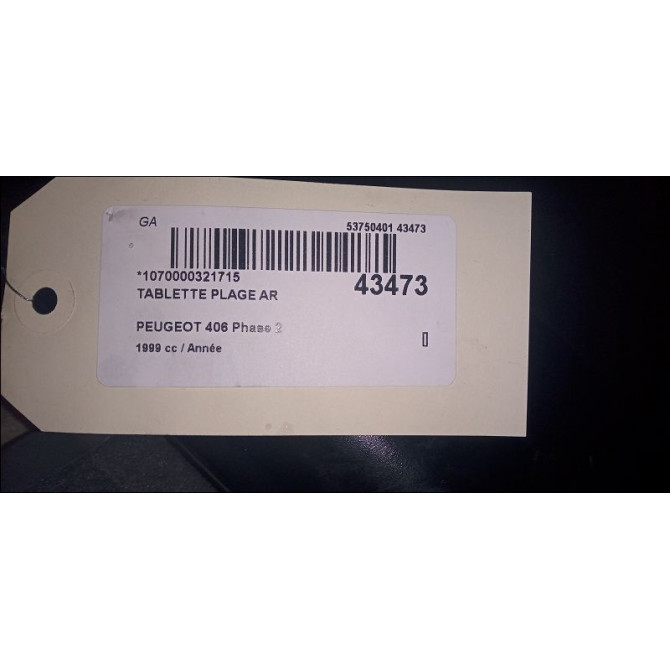 GA
53750401 43473
*1070000321715
43473
TABLETTE PLAGE AR
PEUGEOT 406 Phase 2
1999 cc / Année